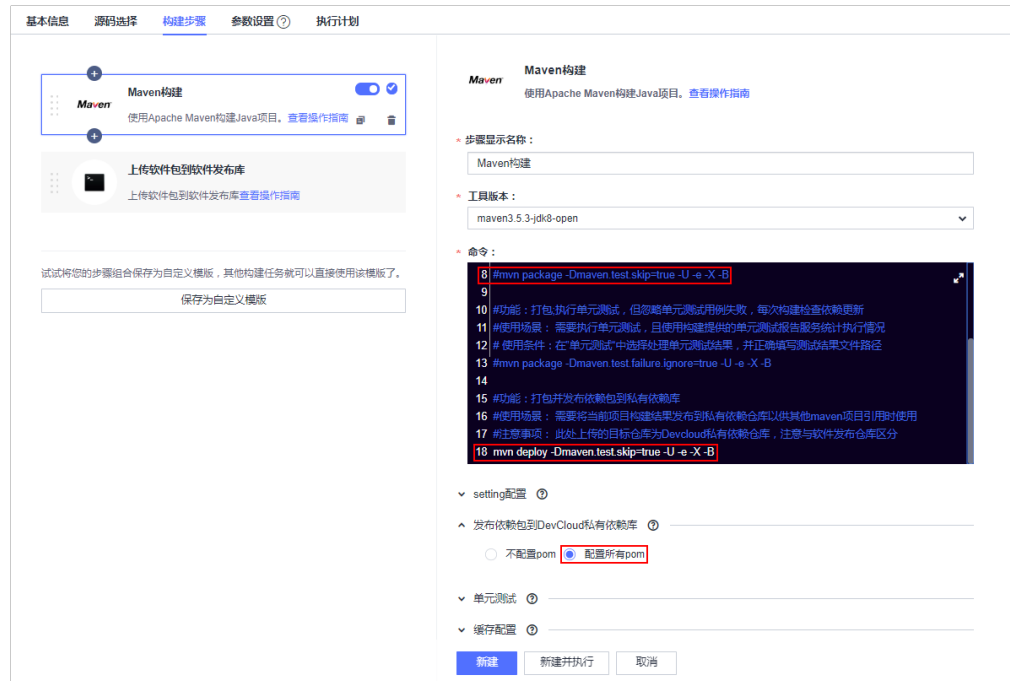 基本信息 源码选择 构建步骤 参数设置 ? 执行计划
Maven
Maven构建
使用Apache Maven构建Java项目。查看操作指南
上传软件包到软件发布库
上传软件包到软件发布库查看操作指南
试试将您的步骤组合保存为自定义模版，其他构建任务就可以直接使用该模版了。
保存为自定义模版
Maven
Maven构建
使用Apache Maven构建Java项目。查看操作指南
* 步骤显示名称：
Maven构建
* 工具版本：
maven3.5.3-jdk8-open
* 命令：
8 #mvn package -Dmaven.test.skip=true -U -e -X -B
9
10 #功能：打包;执行单元测试，但忽略单元测试用例失败，每次构建检查依赖更新
11 #使用场景： 需要执行单元测试，且使用构建提供的单元测试报告服务统计执行情况
12 # 使用条件：在"单元测试"中选择处理单元测试结果，并正确填写测试结果文件路径
13 #mvn package -Dmaven.test.failure.ignore=true -U -e -X -B
14
15 #功能：打包并发布依赖包到私有依赖库
16 #使用场景： 需要将当前项目构建结果发布到私有依赖仓库以供其他maven项目引用时使用
17 #注意事项： 此处上传的目标仓库为Devcloud私有依赖仓库，注意与软件发布仓库区分
18 mvn deploy -Dmaven.test.skip=true -U -e -X -B
setting配置 ?
发布依赖包到DevCloud私有依赖库 ?
不配置pom 配置所有pom
单元测试 ?
缓存配置 ?
新建 新建并执行 取消